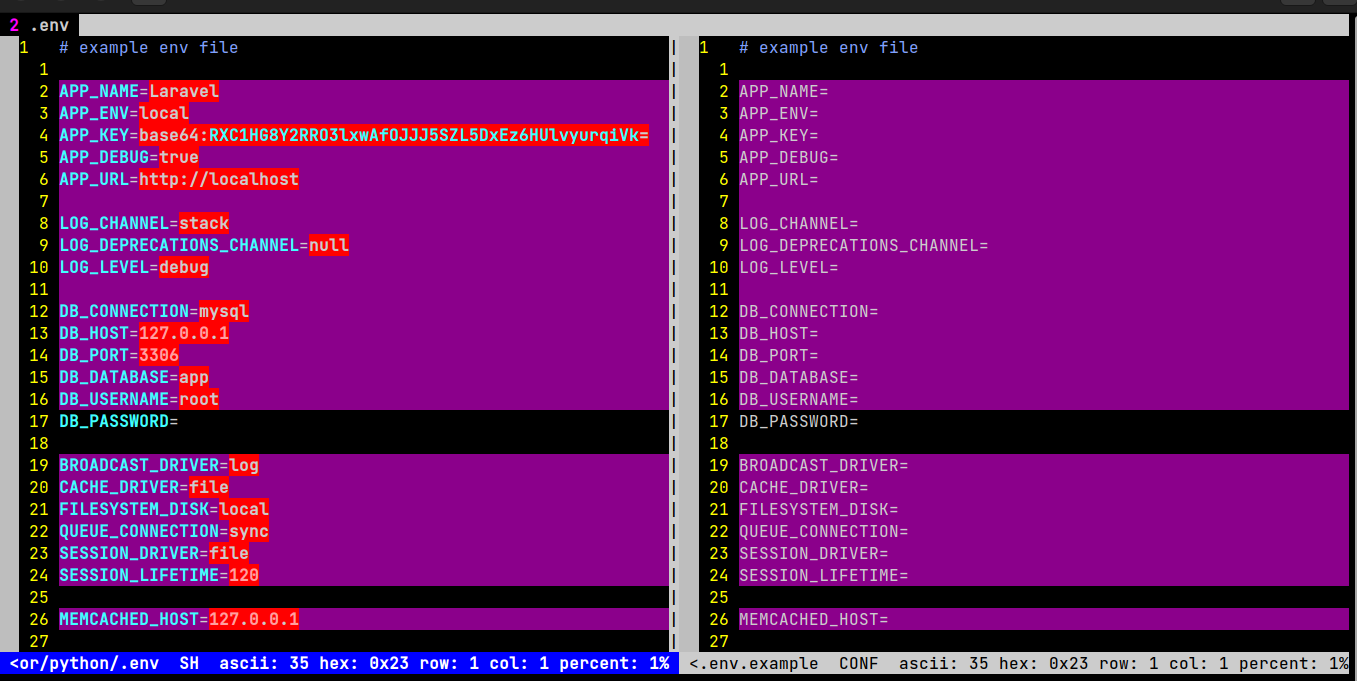 2 .env
1 # example env file
1
2 APP_NAME=Laravel
3 APP_ENV=local
4 APP_KEY=base64:RXC1HG8Y2RRO3lxwAfOJJJ5SZL5DxEz6HUlvyurqiVk=
5 APP_DEBUG=true
6 APP_URL=http://localhost
7
8 LOG_CHANNEL=stack
9 LOG_DEPRECATIONS_CHANNEL=null
10 LOG_LEVEL=debug
11
12 DB_CONNECTION=mysql
13 DB_HOST=127.0.0.1
14 DB_PORT=3306
15 DB_DATABASE=app
16 DB_USERNAME=root
17 DB_PASSWORD=
18
19 BROADCAST_DRIVER=log
20 CACHE_DRIVER=file
21 FILESYSTEM_DISK=local
22 QUEUE_CONNECTION=sync
23 SESSION_DRIVER=file
24 SESSION_LIFETIME=120
25
26 MEMCACHED_HOST=127.0.0.1
27
<or/python/.env SH ascii: 35 hex: 0x23 row: 1 col: 1 percent: 1%
1 # example env file
1
2 APP_NAME=
3 APP_ENV=
4 APP_KEY=
5 APP_DEBUG=
6 APP_URL=
7
8 LOG_CHANNEL=
9 LOG_DEPRECATIONS_CHANNEL=
10 LOG_LEVEL=
11
12 DB_CONNECTION=
13 DB_HOST=
14 DB_PORT=
15 DB_DATABASE=
16 DB_USERNAME=
17 DB_PASSWORD=
18
19 BROADCAST_DRIVER=
20 CACHE_DRIVER=
21 FILESYSTEM_DISK=
22 QUEUE_CONNECTION=
23 SESSION_DRIVER=
24 SESSION_LIFETIME=
25
26 MEMCACHED_HOST=
27
<.env.example CONF ascii: 35 hex: 0x23 row: 1 col: 1 percent: 1%